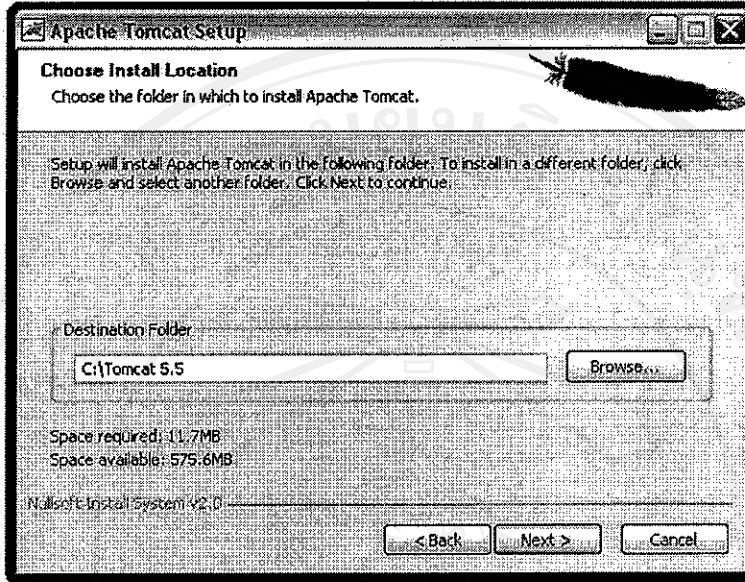 Apache Tomcat Setup
Choose Install Location
Choose the folder in which to install Apache Tomcat.
Setup will install Apache Tomcat in the following folder. To install in a different folder, click
Browse and select another folder. Click Next to continue.
Destination Folder
C:\Tomcat 5.5
Browse...
Space required: 11.7MB
Space available: 575.6MB
Nullsoft Install System v2.0
< Back
Next >
Cancel